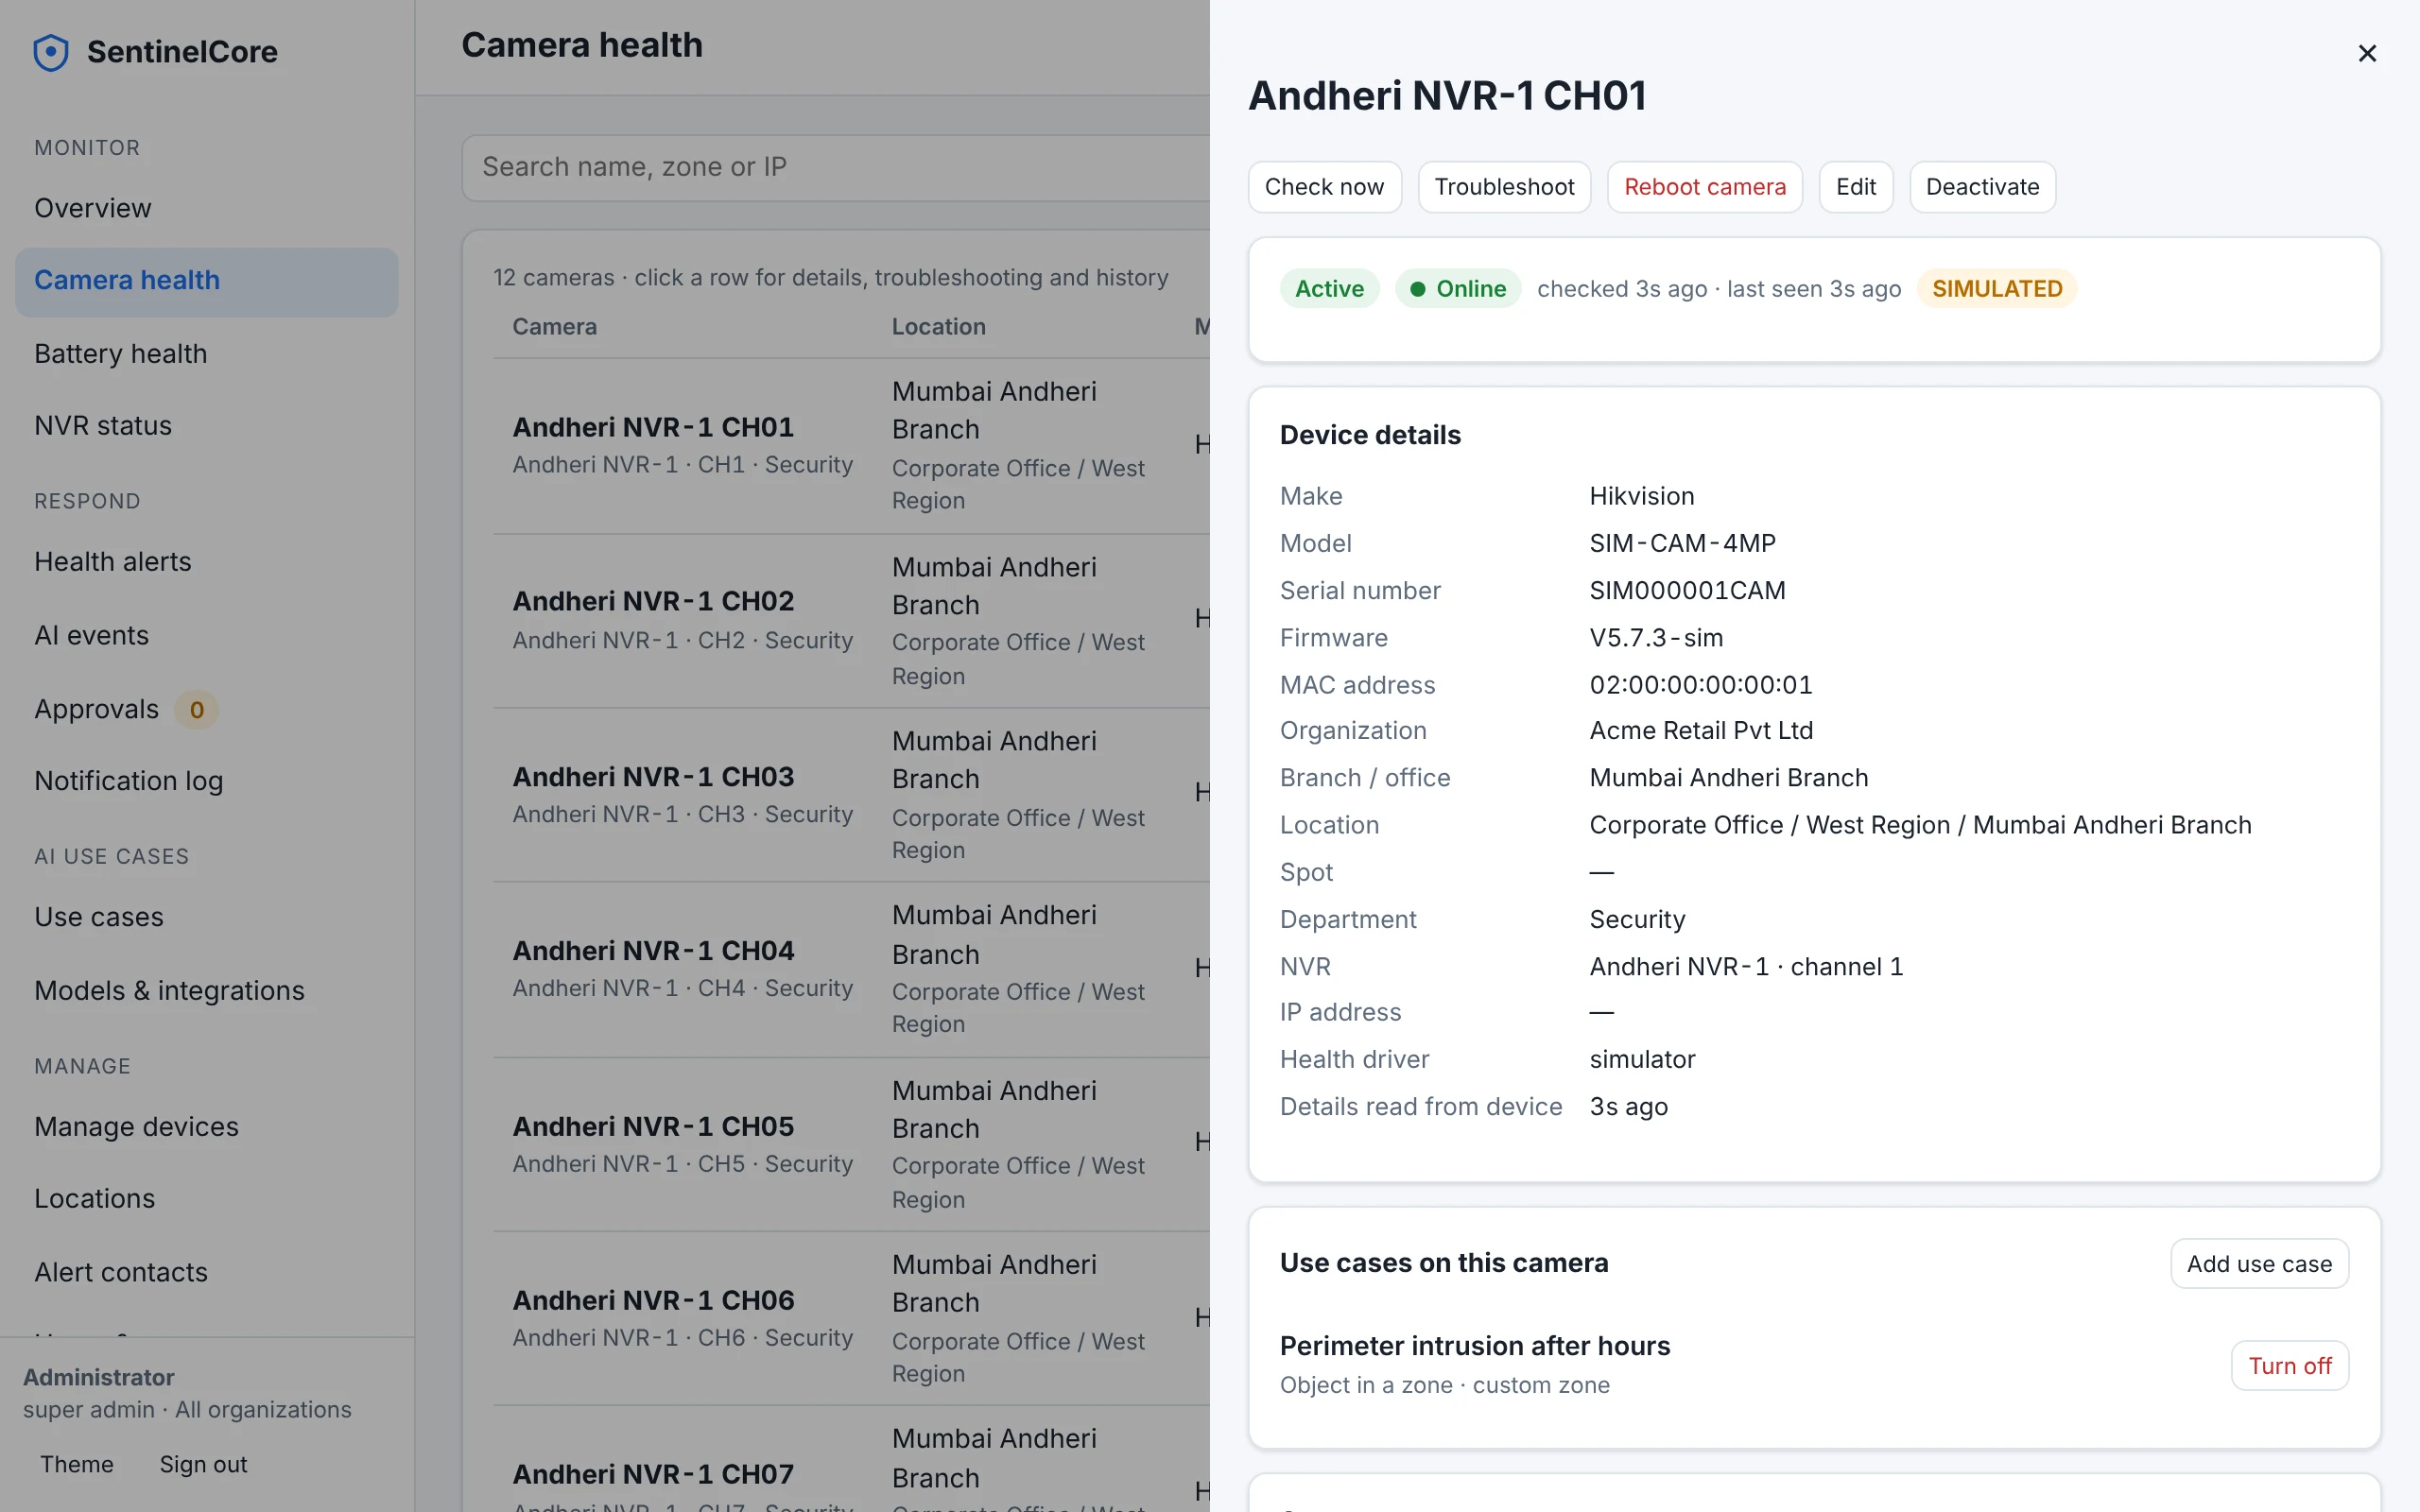 SentinelCore
MONITOR
Overview
Camera health
Battery health
NVR status
RESPOND
Health alerts
AI events
Approvals 0
Notification log
AI USE CASES
Use cases
Models & integrations
MANAGE
Manage devices
Locations
Alert contacts
Administrator
super admin · All organizations
Theme Sign out
Camera health
Search name, zone or IP
12 cameras · click a row for details, troubleshooting and history
Camera Location
Andheri NVR-1 CH01
Andheri NVR-1 · CH1 · Security
Mumbai Andheri
Branch
Corporate Office / West
Region
Andheri NVR-1 CH02
Andheri NVR-1 · CH2 · Security
Mumbai Andheri
Branch
Corporate Office / West
Region
Andheri NVR-1 CH03
Andheri NVR-1 · CH3 · Security
Mumbai Andheri
Branch
Corporate Office / West
Region
Andheri NVR-1 CH04
Andheri NVR-1 · CH4 · Security
Mumbai Andheri
Branch
Corporate Office / West
Region
Andheri NVR-1 CH05
Andheri NVR-1 · CH5 · Security
Mumbai Andheri
Branch
Corporate Office / West
Region
Andheri NVR-1 CH06
Andheri NVR-1 · CH6 · Security
Mumbai Andheri
Branch
Corporate Office / West
Region
Andheri NVR-1 CH07
Mumbai Andheri
Branch
Andheri NVR-1 CH01
Check now Troubleshoot Reboot camera Edit Deactivate
Active Online checked 3s ago · last seen 3s ago SIMULATED
Device details
Make Hikvision
Model SIM-CAM-4MP
Serial number SIM000001CAM
Firmware V5.7.3-sim
MAC address 02:00:00:00:00:01
Organization Acme Retail Pvt Ltd
Branch / office Mumbai Andheri Branch
Location Corporate Office / West Region / Mumbai Andheri Branch
Spot —
Department Security
NVR Andheri NVR-1 · channel 1
IP address —
Health driver simulator
Details read from device 3s ago
Use cases on this camera Add use case
Perimeter intrusion after hours
Object in a zone · custom zone
Turn off